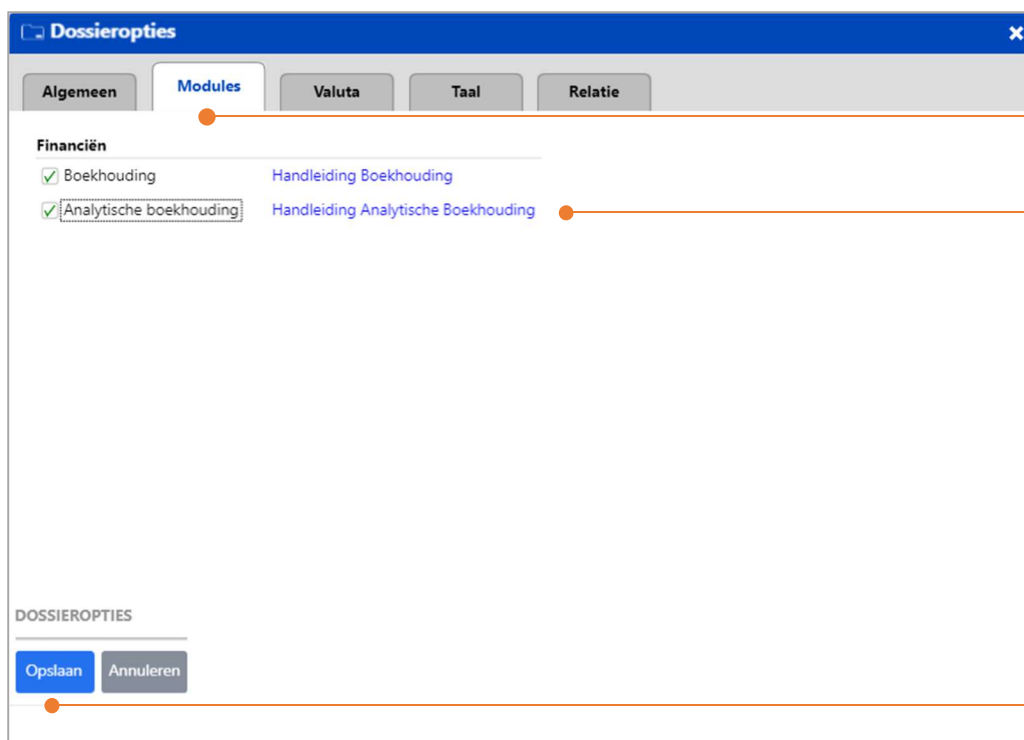 Dossieropties
Algemeen Modules Valuta Taal Relatie
Financiën
Boekhouding Handleiding Boekhouding
Analytische boekhouding Handleiding Analytische Boekhouding
DOSSIEROPTIES
Opslaan Annuleren